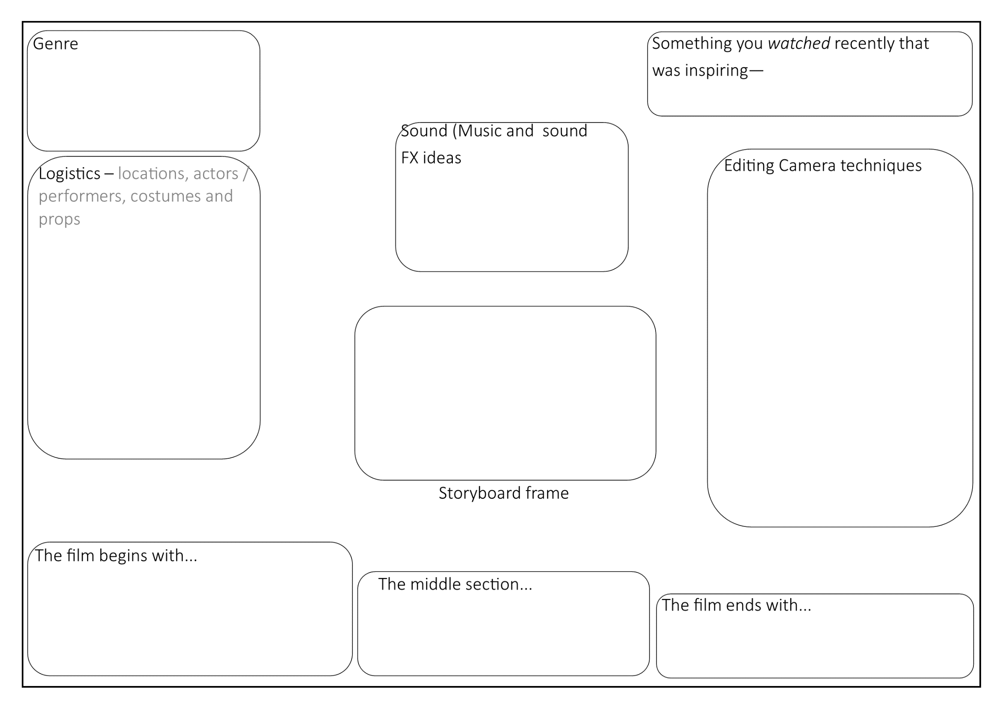 Genre
Something you watched recently that
was inspiring—
Sound (Music and  sound
FX ideas
Logistics – locations, actors /
performers, costumes and
props
Editing Camera techniques
Storyboard frame
The film begins with...
The middle section...
The film ends with...